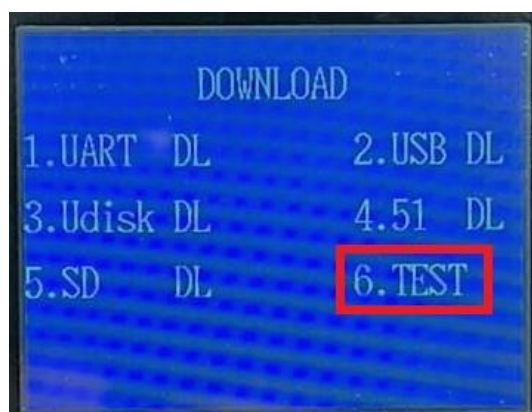 DOWNLOAD
1.UART DL 2.USB DL
3.Udisk DL 4.51 DL
5.SD DL 6.TEST